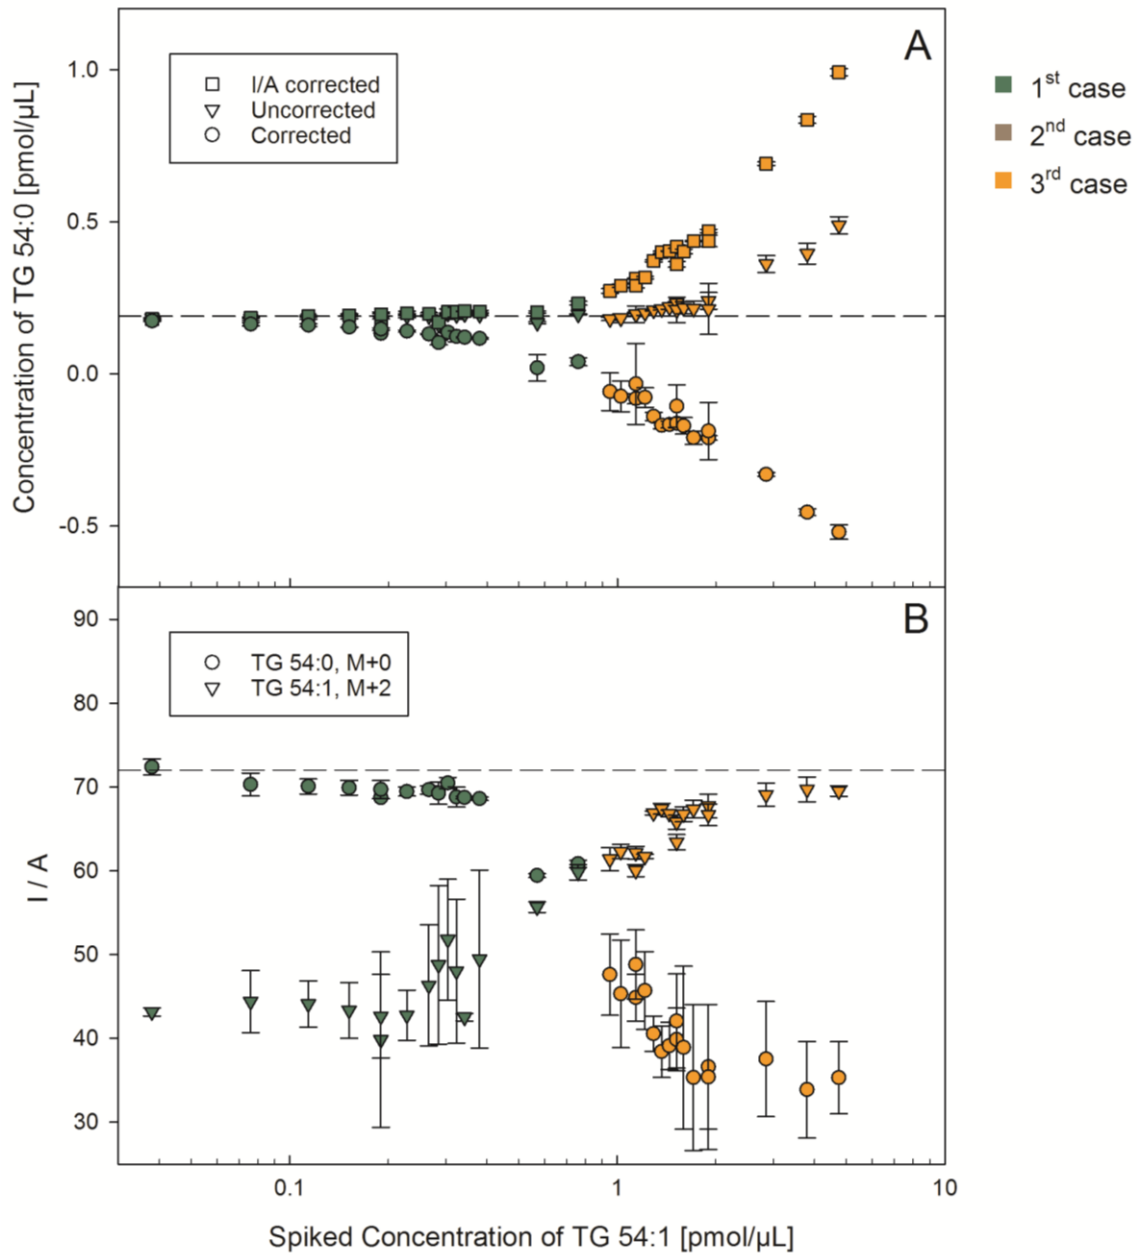 A
I/A corrected
Uncorrected
Corrected
1st case
2nd case
3rd case
1.0
0.5
0.0
-0.5
Concentration of TG 54:0 [pmol/µL]
B
TG 54:0, M+0
TG 54:1, M+2
90
80
70
60
50
40
30
I / A
0.1
1
10
Spiked Concentration of TG 54:1 [pmol/µL]